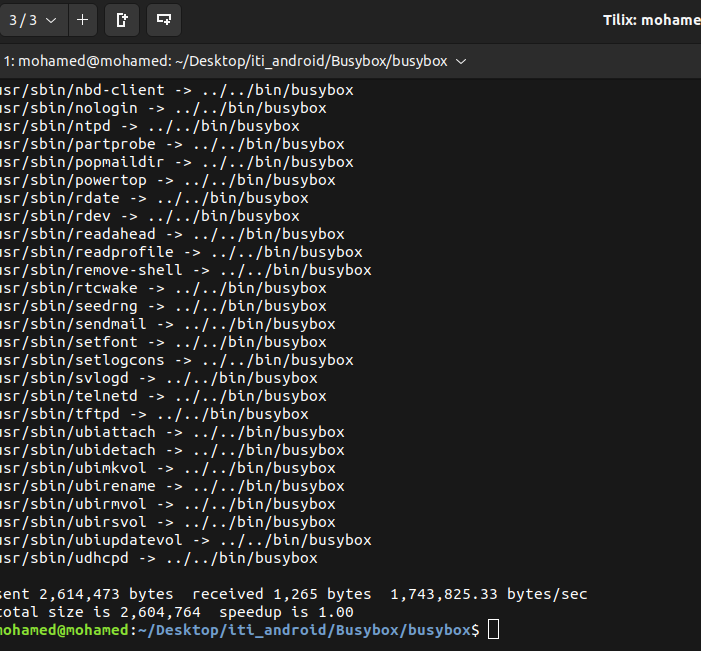 3 / 3
Tilix: mohame
1: mohamed@mohamed: ~/Desktop/iti_android/Busybox/busybox
usr/sbin/nbd-client -> ../../bin/busybox
usr/sbin/nologin -> ../../bin/busybox
usr/sbin/ntpd -> ../../bin/busybox
usr/sbin/partprobe -> ../../bin/busybox
usr/sbin/popmaildir -> ../../bin/busybox
usr/sbin/powertop -> ../../bin/busybox
usr/sbin/rdate -> ../../bin/busybox
usr/sbin/rdev -> ../../bin/busybox
usr/sbin/readahead -> ../../bin/busybox
usr/sbin/readprofile -> ../../bin/busybox
usr/sbin/remove-shell -> ../../bin/busybox
usr/sbin/rtcwake -> ../../bin/busybox
usr/sbin/seedrng -> ../../bin/busybox
usr/sbin/sendmail -> ../../bin/busybox
usr/sbin/setfont -> ../../bin/busybox
usr/sbin/setlogcons -> ../../bin/busybox
usr/sbin/svlogd -> ../../bin/busybox
usr/sbin/telnetd -> ../../bin/busybox
usr/sbin/tftpd -> ../../bin/busybox
usr/sbin/ubiattach -> ../../bin/busybox
usr/sbin/ubidetach -> ../../bin/busybox
usr/sbin/ubimkvol -> ../../bin/busybox
usr/sbin/ubirename -> ../../bin/busybox
usr/sbin/ubirmvol -> ../../bin/busybox
usr/sbin/ubirsvol -> ../../bin/busybox
usr/sbin/ubiupdatevol -> ../../bin/busybox
usr/sbin/udhcpd -> ../../bin/busybox
sent 2,614,473 bytes  received 1,265 bytes  1,743,825.33 bytes/sec
total size is 2,604,764  speedup is 1.00
mohamed@mohamed:~/Desktop/iti_android/Busybox/busybox$